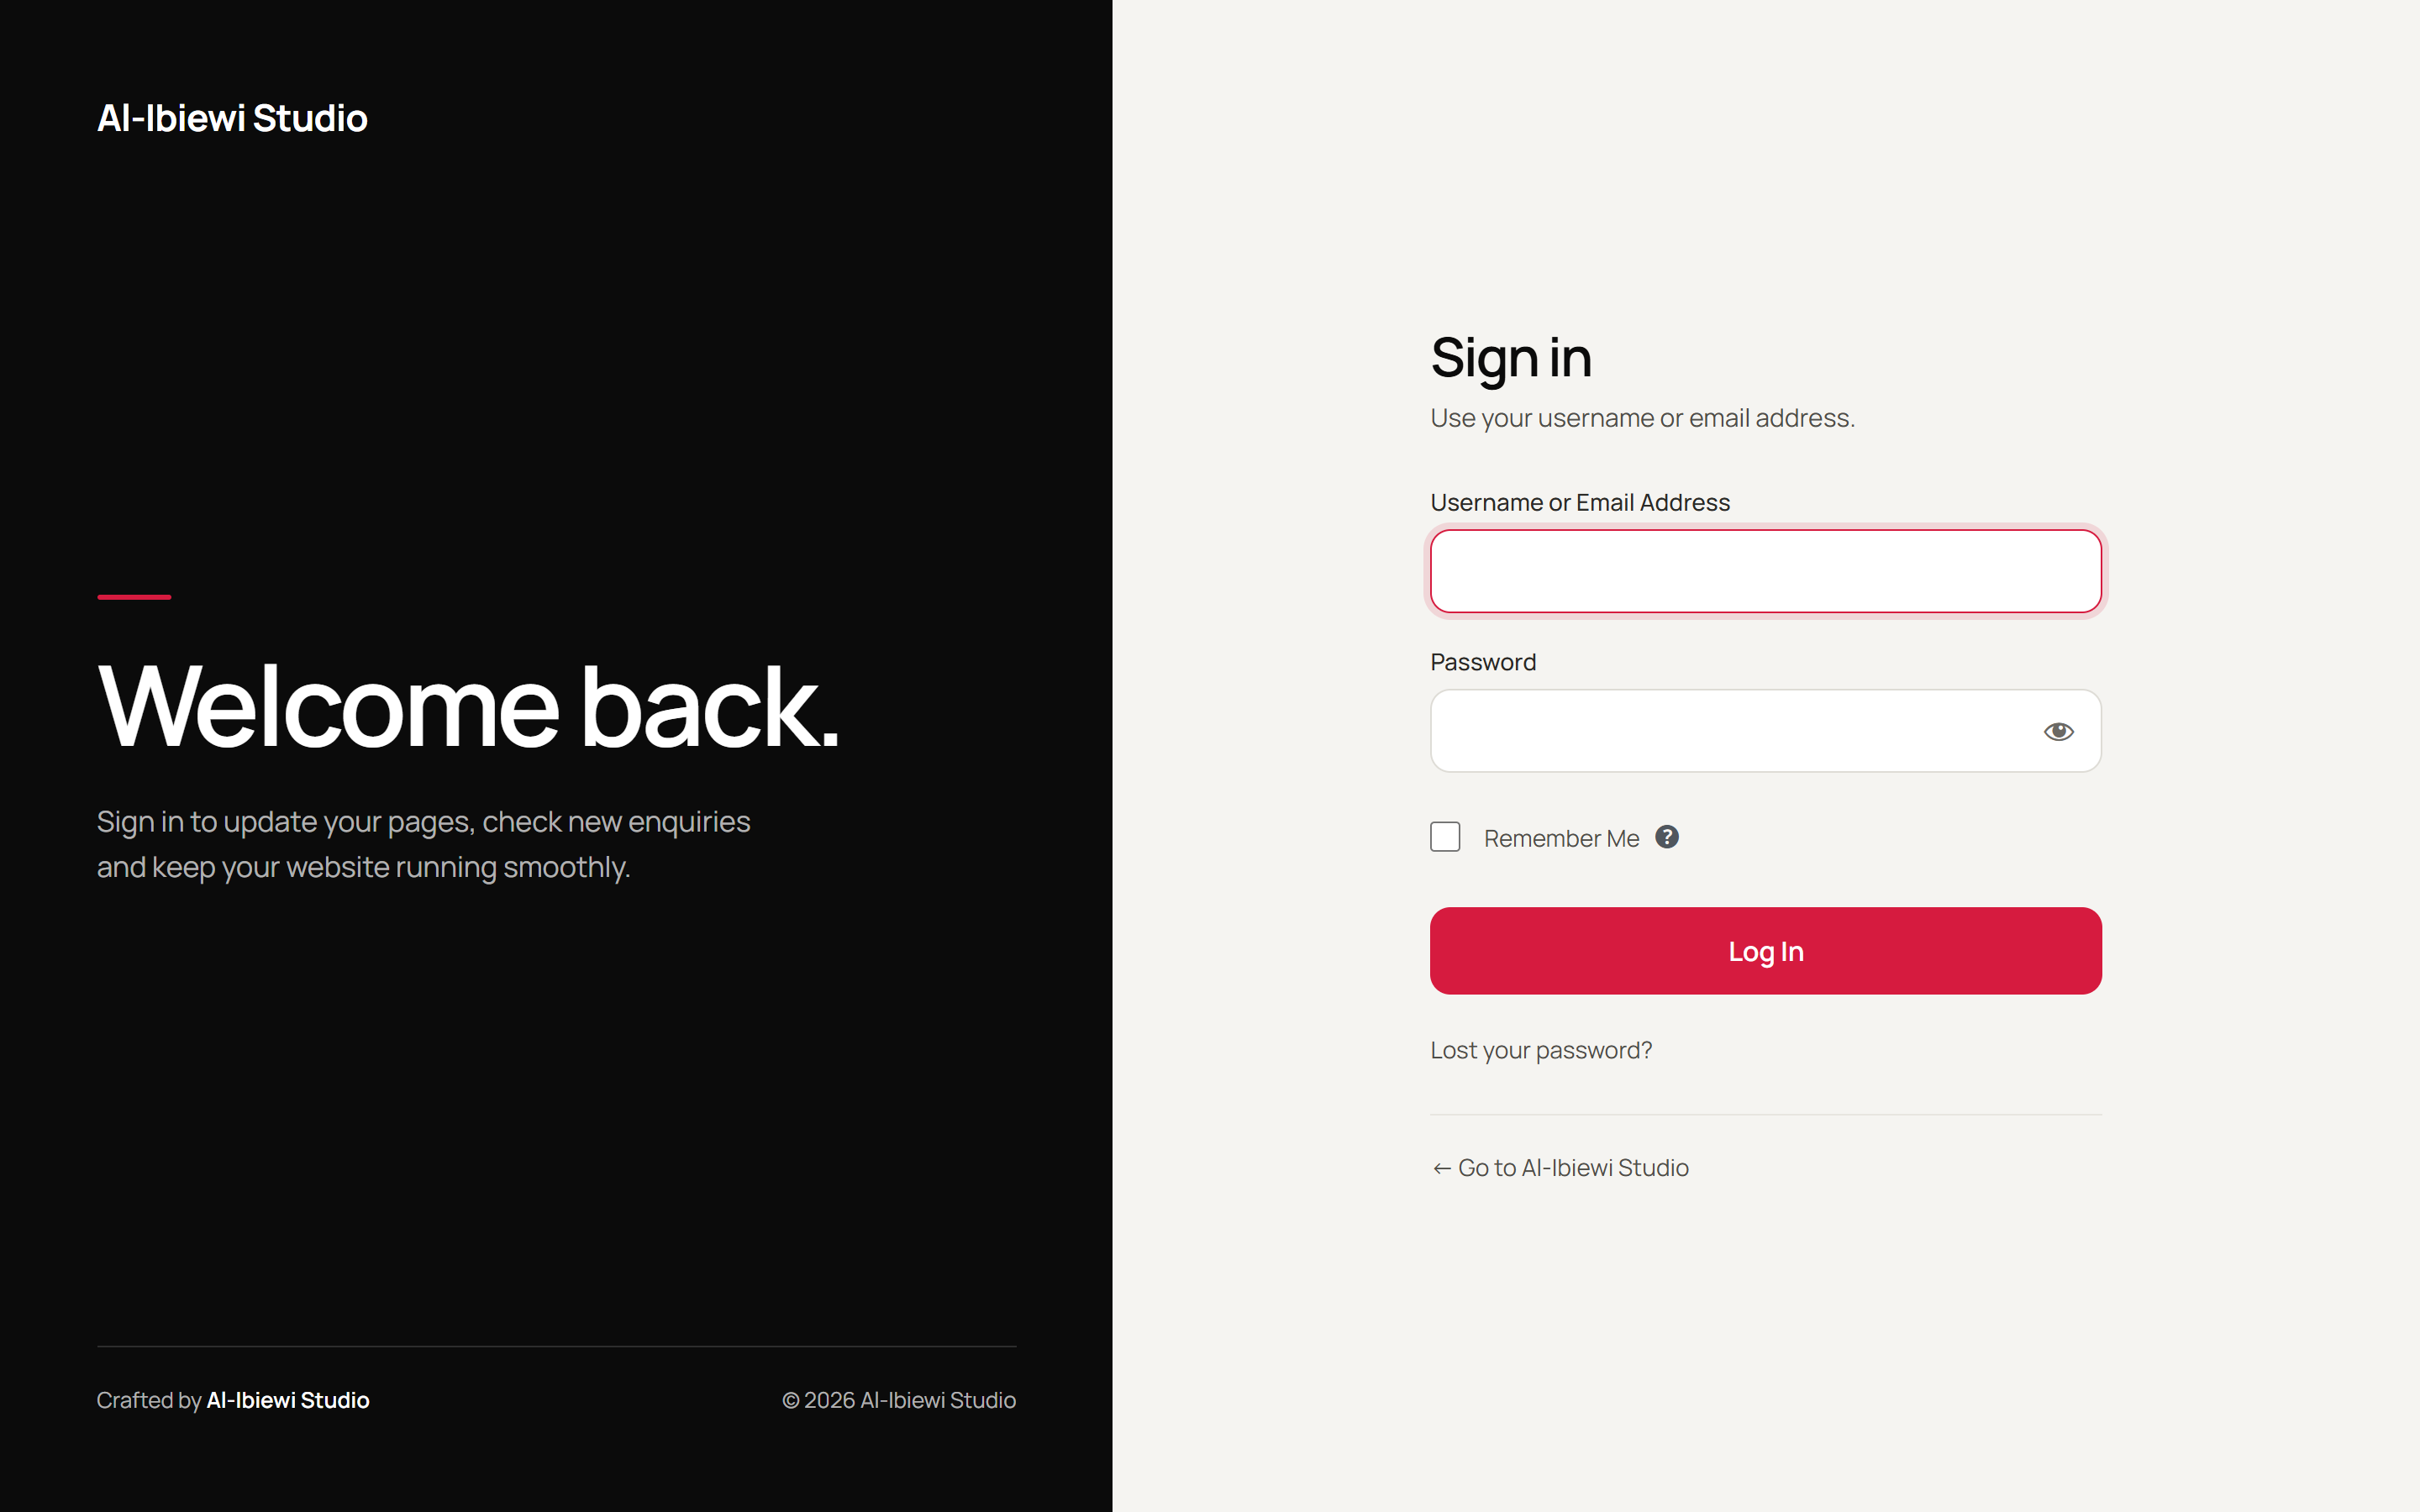 Al-Ibiewi Studio
Welcome back.
Sign in to update your pages, check new enquiries
and keep your website running smoothly.
Crafted by Al-Ibiewi Studio
© 2026 Al-Ibiewi Studio
Sign in
Use your username or email address.
Username or Email Address
Password
Remember Me ?
Log In
Lost your password?
← Go to Al-Ibiewi Studio